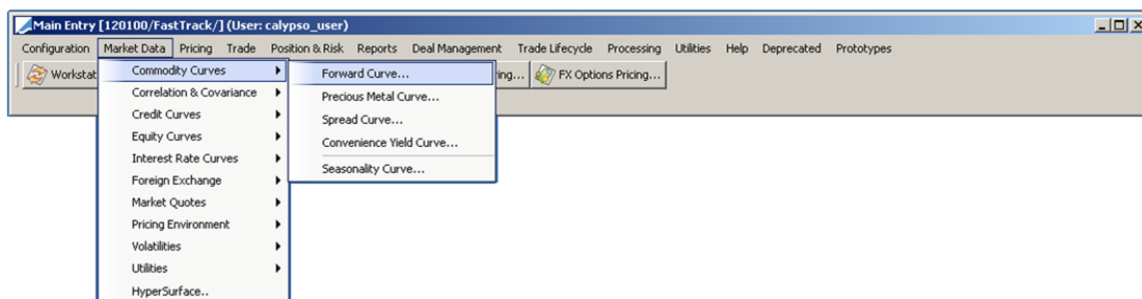 Main Entry [120100/FastTrack/] (User: calypso_user)
Configuration Market Data Pricing Trade Position & Risk Reports Deal Management Trade Lifecycle Processing Utilities Help Deprecated Prototypes
Workstat ing... FX Options Pricing...
Commodity Curves
Correlation & Covariance
Credit Curves
Equity Curves
Interest Rate Curves
Foreign Exchange
Market Quotes
Pricing Environment
Volatilities
Utilities
HyperSurface..
Forward Curve...
Precious Metal Curve...
Spread Curve...
Convenience Yield Curve...
Seasonality Curve...